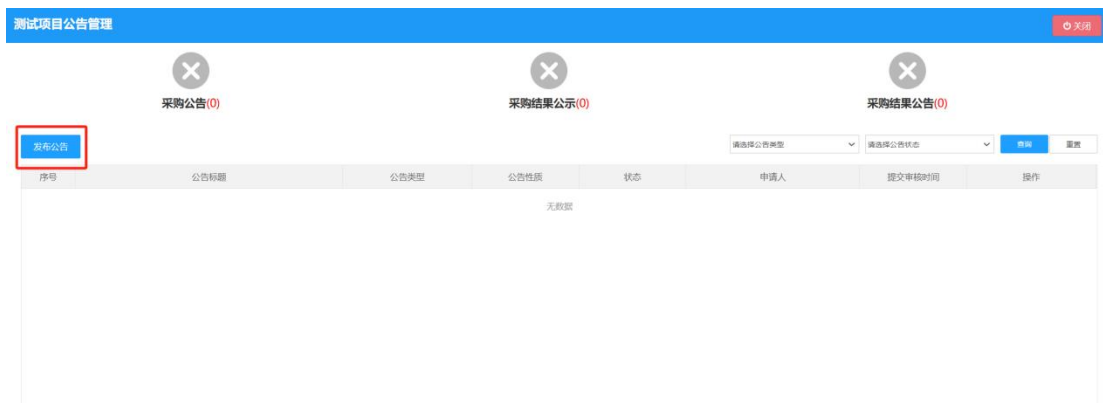 测试项目公告管理
关闭
采购公告(0)
采购结果公示(0)
采购结果公告(0)
发布公告
请选择公告类型
请选择公告状态
查询
重置
序号 公告标题 公告类型 公告性质 状态 申请人 提交审核时间 操作
无数据